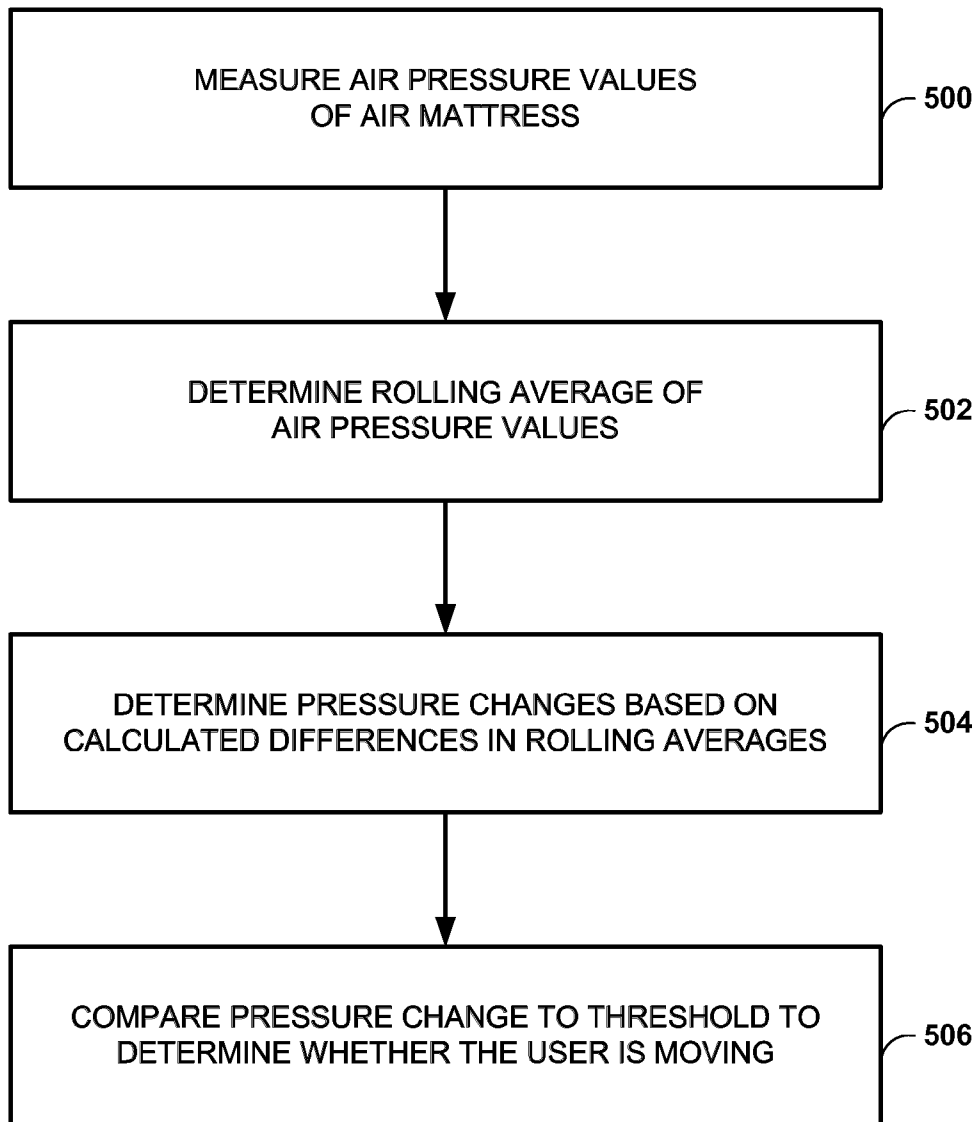 MEASURE AIR PRESSURE VALUES
OF AIR MATTRESS
500
DETERMINE ROLLING AVERAGE OF
AIR PRESSURE VALUES
502
DETERMINE PRESSURE CHANGES BASED ON
CALCULATED DIFFERENCES IN ROLLING AVERAGES
504
COMPARE PRESSURE CHANGE TO THRESHOLD TO
DETERMINE WHETHER THE USER IS MOVING
506